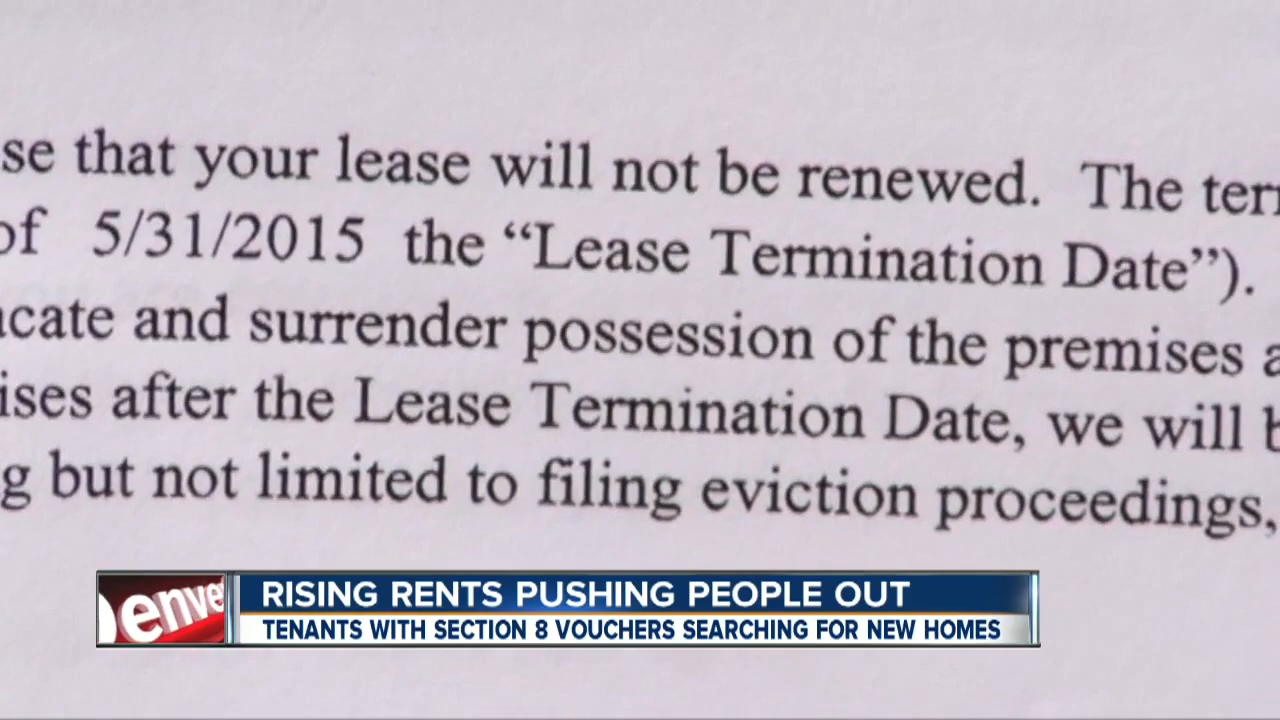 se that your lease will not be renewed. The ter
of 5/31/2015 the “Lease Termination Date”).
cate and surrender possession of the premises a
ises after the Lease Termination Date, we will b
g but not limited to filing eviction proceedings,
enve
RISING RENTS PUSHING PEOPLE OUT
TENANTS WITH SECTION 8 VOUCHERS SEARCHING FOR NEW HOMES